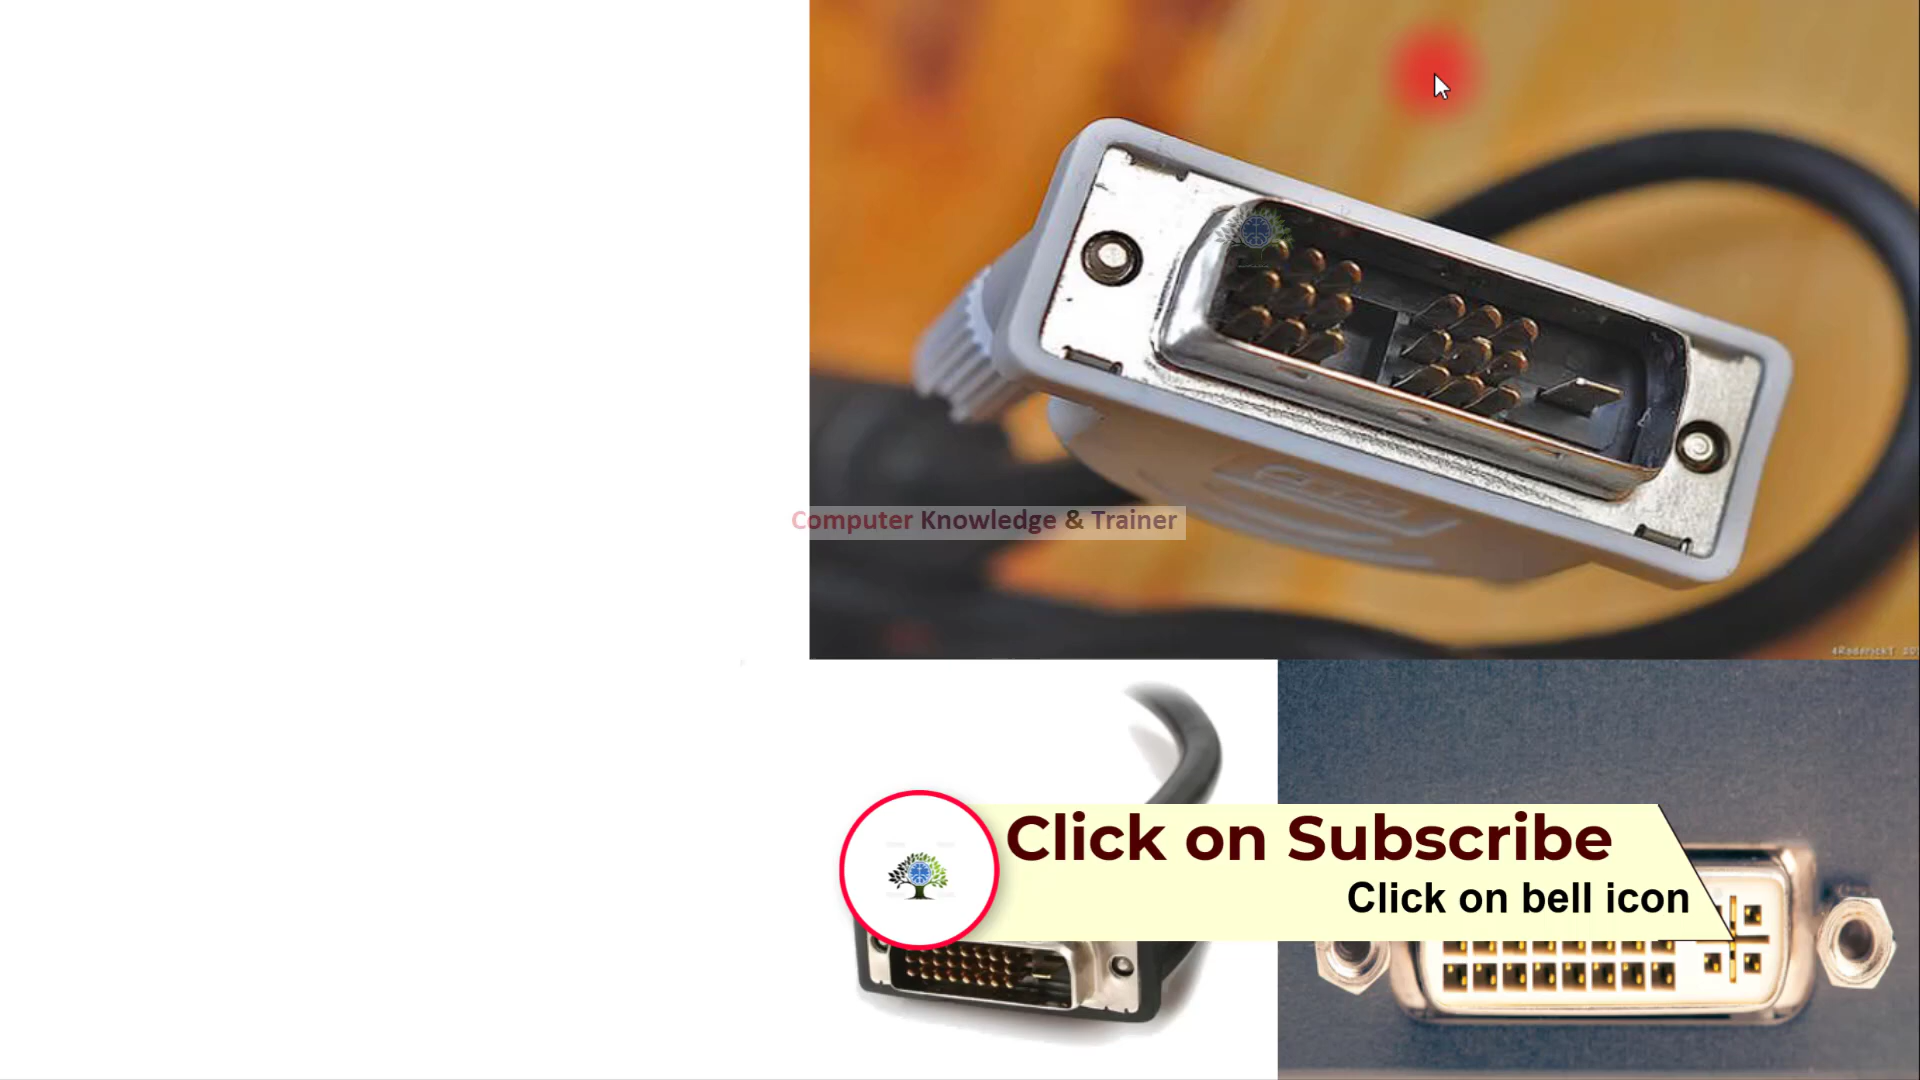 Computer Knowledge & Trainer
Click on Subscribe
Click on bell icon